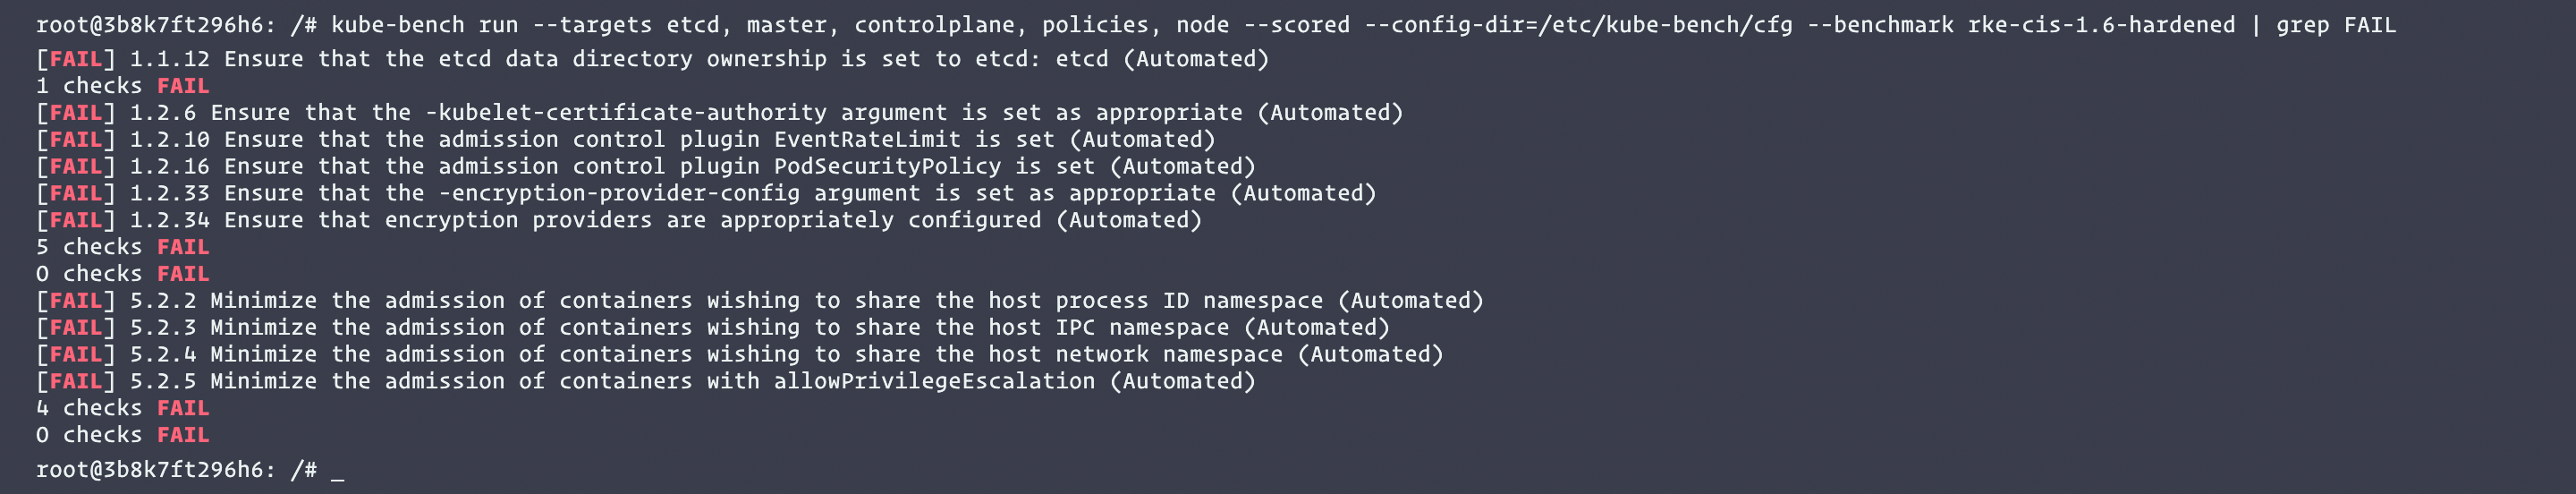 root@3b8k7ft296h6: /# kube-bench run --targets etcd, master, controlplane, policies, node --scored --config-dir=/etc/kube-bench/cfg --benchmark rke-cis-1.6-hardened | grep FAIL
[FAIL] 1.1.12 Ensure that the etcd data directory ownership is set to etcd: etcd (Automated)
1 checks FAIL
[FAIL] 1.2.6 Ensure that the -kubelet-certificate-authority argument is set as appropriate (Automated)
[FAIL] 1.2.10 Ensure that the admission control plugin EventRateLimit is set (Automated)
[FAIL] 1.2.16 Ensure that the admission control plugin PodSecurityPolicy is set (Automated)
[FAIL] 1.2.33 Ensure that the -encryption-provider-config argument is set as appropriate (Automated)
[FAIL] 1.2.34 Ensure that encryption providers are appropriately configured (Automated)
5 checks FAIL
0 checks FAIL
[FAIL] 5.2.2 Minimize the admission of containers wishing to share the host process ID namespace (Automated)
[FAIL] 5.2.3 Minimize the admission of containers wishing to share the host IPC namespace (Automated)
[FAIL] 5.2.4 Minimize the admission of containers wishing to share the host network namespace (Automated)
[FAIL] 5.2.5 Minimize the admission of containers with allowPrivilegeEscalation (Automated)
4 checks FAIL
0 checks FAIL
root@3b8k7ft296h6: /# _